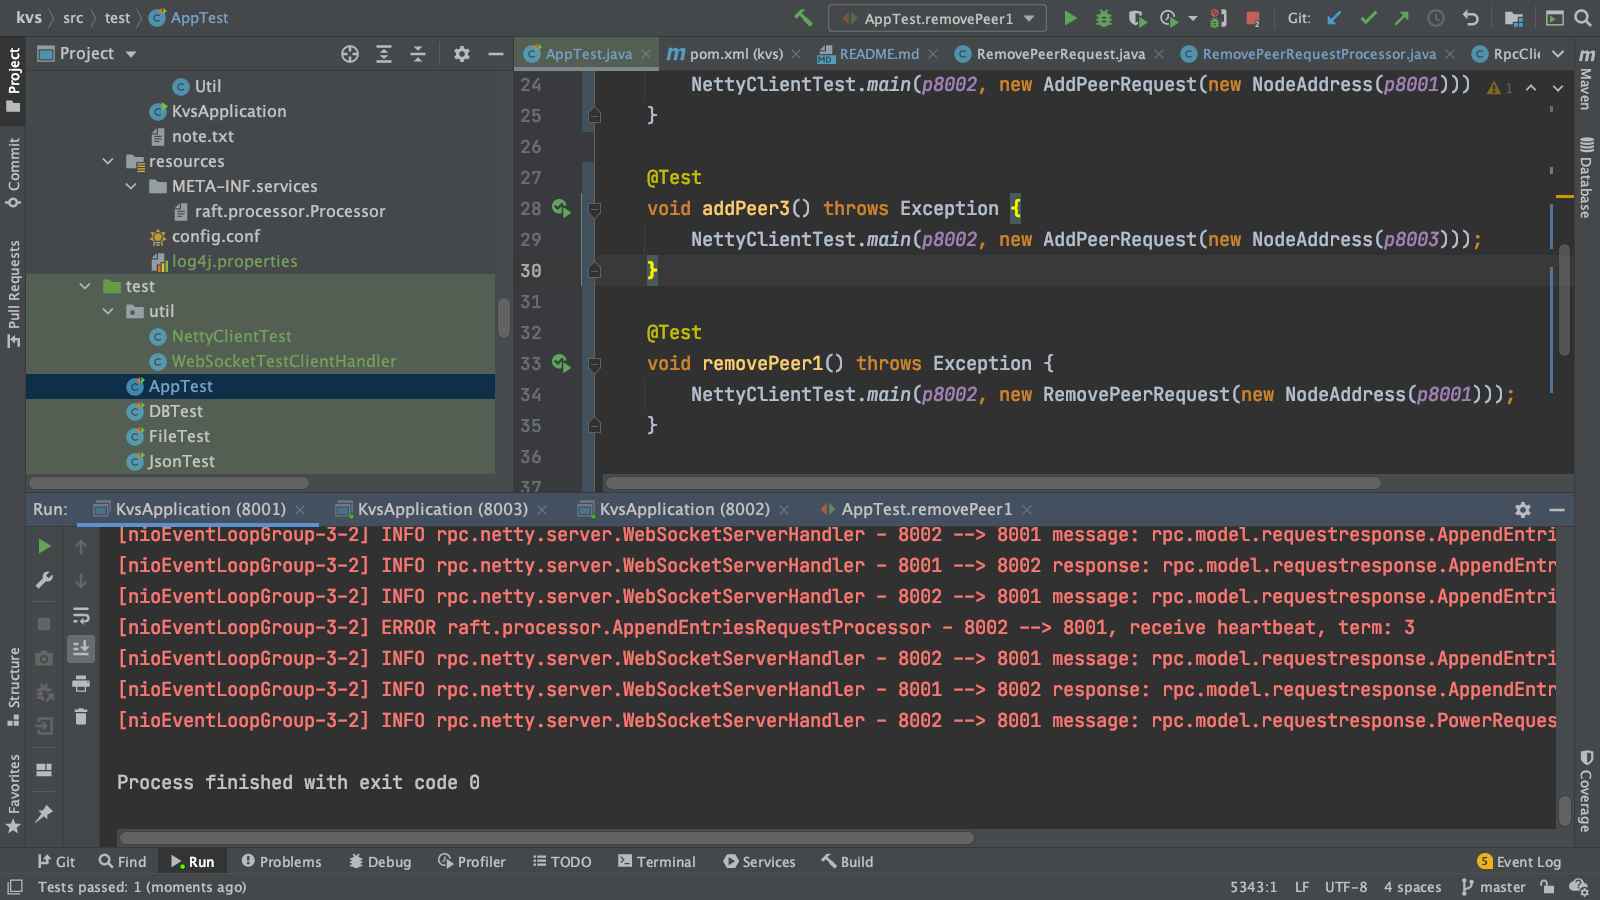 kvs src test AppTest
AppTest.removePeer1
Git:
Project
AppTest.java
pom.xml (kvs)
README.md
RemovePeerRequest.java
RemovePeerRequestProcessor.java
RpcClie
Project
Commit
Pull Requests
Structure
Favorites
Maven
Database
Coverage
Util
KvsApplication
note.txt
resources
META-INF.services
raft.processor.Processor
config.conf
log4j.properties
test
util
NettyClientTest
WebSocketTestClientHandler
AppTest
DBTest
FileTest
JsonTest
24 NettyClientTest.main(p8002, new AddPeerRequest(new NodeAddress(p8001)))
1
25 }
26
27 @Test
28 void addPeer3() throws Exception {
29 NettyClientTest.main(p8002, new AddPeerRequest(new NodeAddress(p8003)));
30 }
31
32 @Test
33 void removePeer1() throws Exception {
34 NettyClientTest.main(p8002, new RemovePeerRequest(new NodeAddress(p8001)));
35 }
36
37
Run: KvsApplication (8001) KvsApplication (8003) KvsApplication (8002) AppTest.removePeer1
[nioEventLoopGroup-3-2] INFO rpc.netty.server.WebSocketServerHandler - 8002 --> 8001 message: rpc.model.requestresponse.AppendEntri
[nioEventLoopGroup-3-2] INFO rpc.netty.server.WebSocketServerHandler - 8001 --> 8002 response: rpc.model.requestresponse.AppendEntr
[nioEventLoopGroup-3-2] INFO rpc.netty.server.WebSocketServerHandler - 8002 --> 8001 message: rpc.model.requestresponse.AppendEntri
[nioEventLoopGroup-3-2] ERROR raft.processor.AppendEntriesRequestProcessor - 8002 --> 8001, receive heartbeat, term: 3
[nioEventLoopGroup-3-2] INFO rpc.netty.server.WebSocketServerHandler - 8002 --> 8001 message: rpc.model.requestresponse.AppendEntri
[nioEventLoopGroup-3-2] INFO rpc.netty.server.WebSocketServerHandler - 8001 --> 8002 response: rpc.model.requestresponse.AppendEntr
[nioEventLoopGroup-3-2] INFO rpc.netty.server.WebSocketServerHandler - 8002 --> 8001 message: rpc.model.requestresponse.PowerReques
Process finished with exit code 0
Git Find Run Problems Debug Profiler TODO Terminal Services Build
5 Event Log
Tests passed: 1 (moments ago)
5343:1 LF UTF-8 4 spaces master